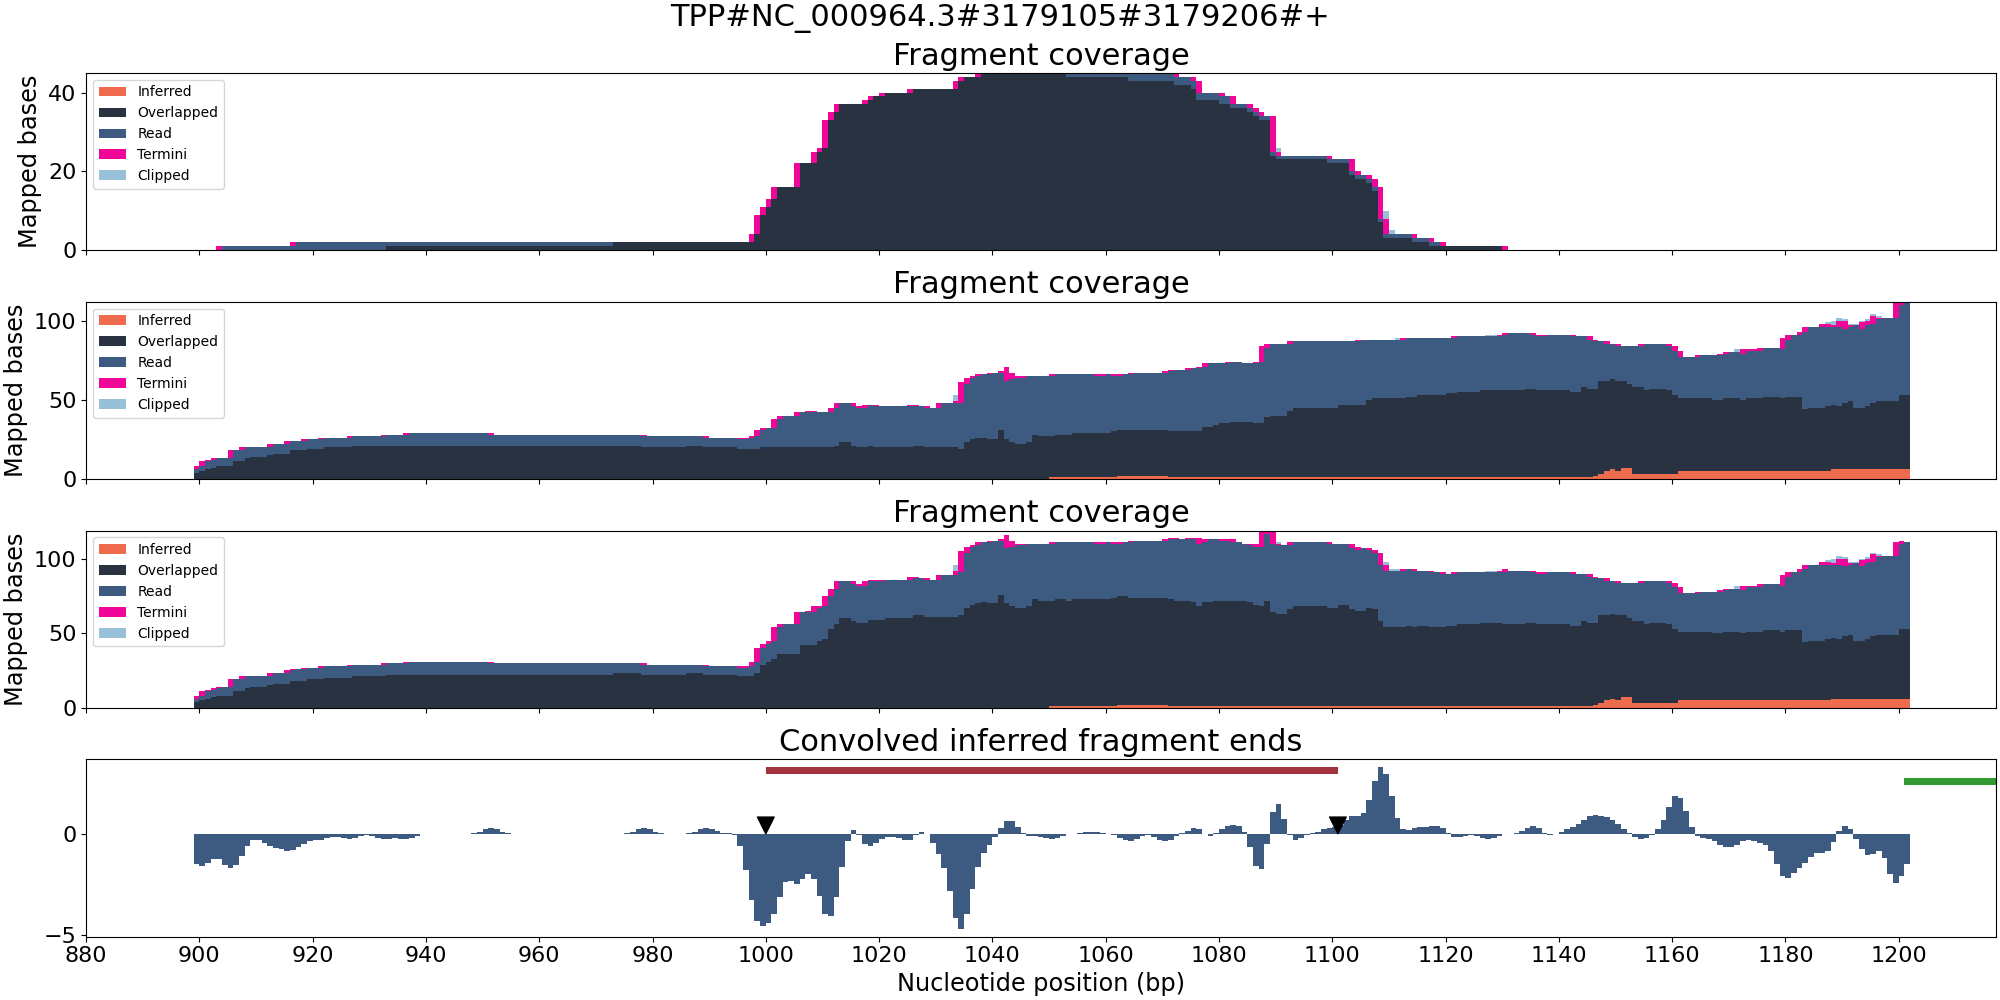 TPP#NC_000964.3#3179105#3179206#+
Fragment coverage
Mapped bases
40
20
0
Inferred
Overlapped
Read
Termini
Clipped
Fragment coverage
Mapped bases
100
50
0
Inferred
Overlapped
Read
Termini
Clipped
Fragment coverage
Mapped bases
100
50
0
Inferred
Overlapped
Read
Termini
Clipped
Convolved inferred fragment ends
0
−5
880 900 920 940 960 980 1000 1020 1040 1060 1080 1100 1120 1140 1160 1180 1200
Nucleotide position (bp)